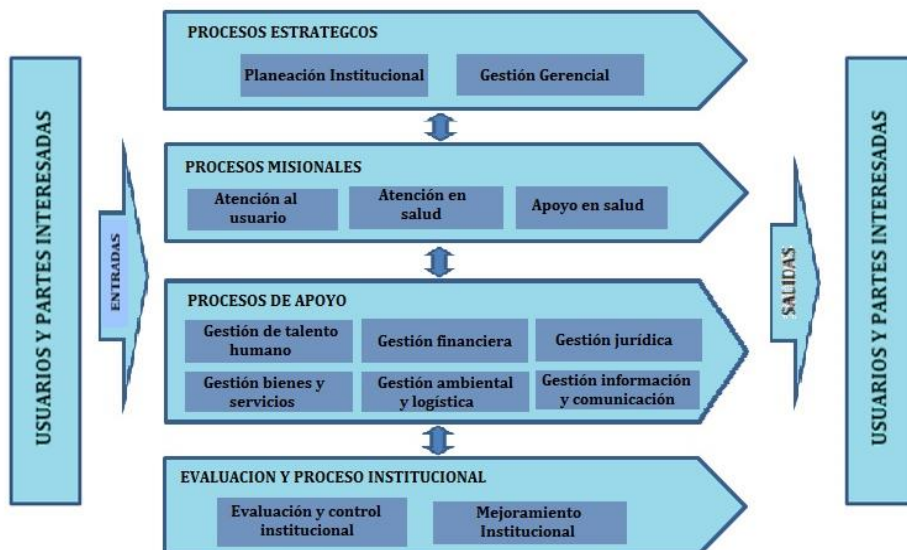 USUARIOS Y PARTES INTERESADAS
ENTRADAS
PROCESOS ESTRATEGCOS
Planeación Institucional
Gestión Gerencial
PROCESOS MISIONALES
Atención al
usuario
Atención en
salud
Apoyo en salud
PROCESOS DE APOYO
Gestión de talento
humano
Gestión financiera
Gestión jurídica
Gestión bienes y
servicios
Gestión ambiental
y logística
Gestión información
y comunicación
EVALUACION Y PROCESO INSTITUCIONAL
Evaluación y control
institucional
Mejoramiento
Institucional
SALIDAS
USUARIOS Y PARTES INTERESADAS